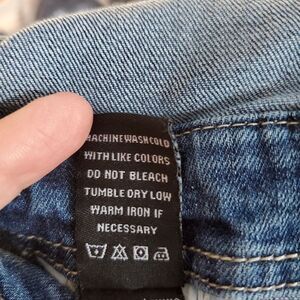 MACHINE WASH COLD
WITH LIKE COLORS
DO NOT BLEACH
TUMBLE DRY LOW
WARM IRON IF
NECESSARY